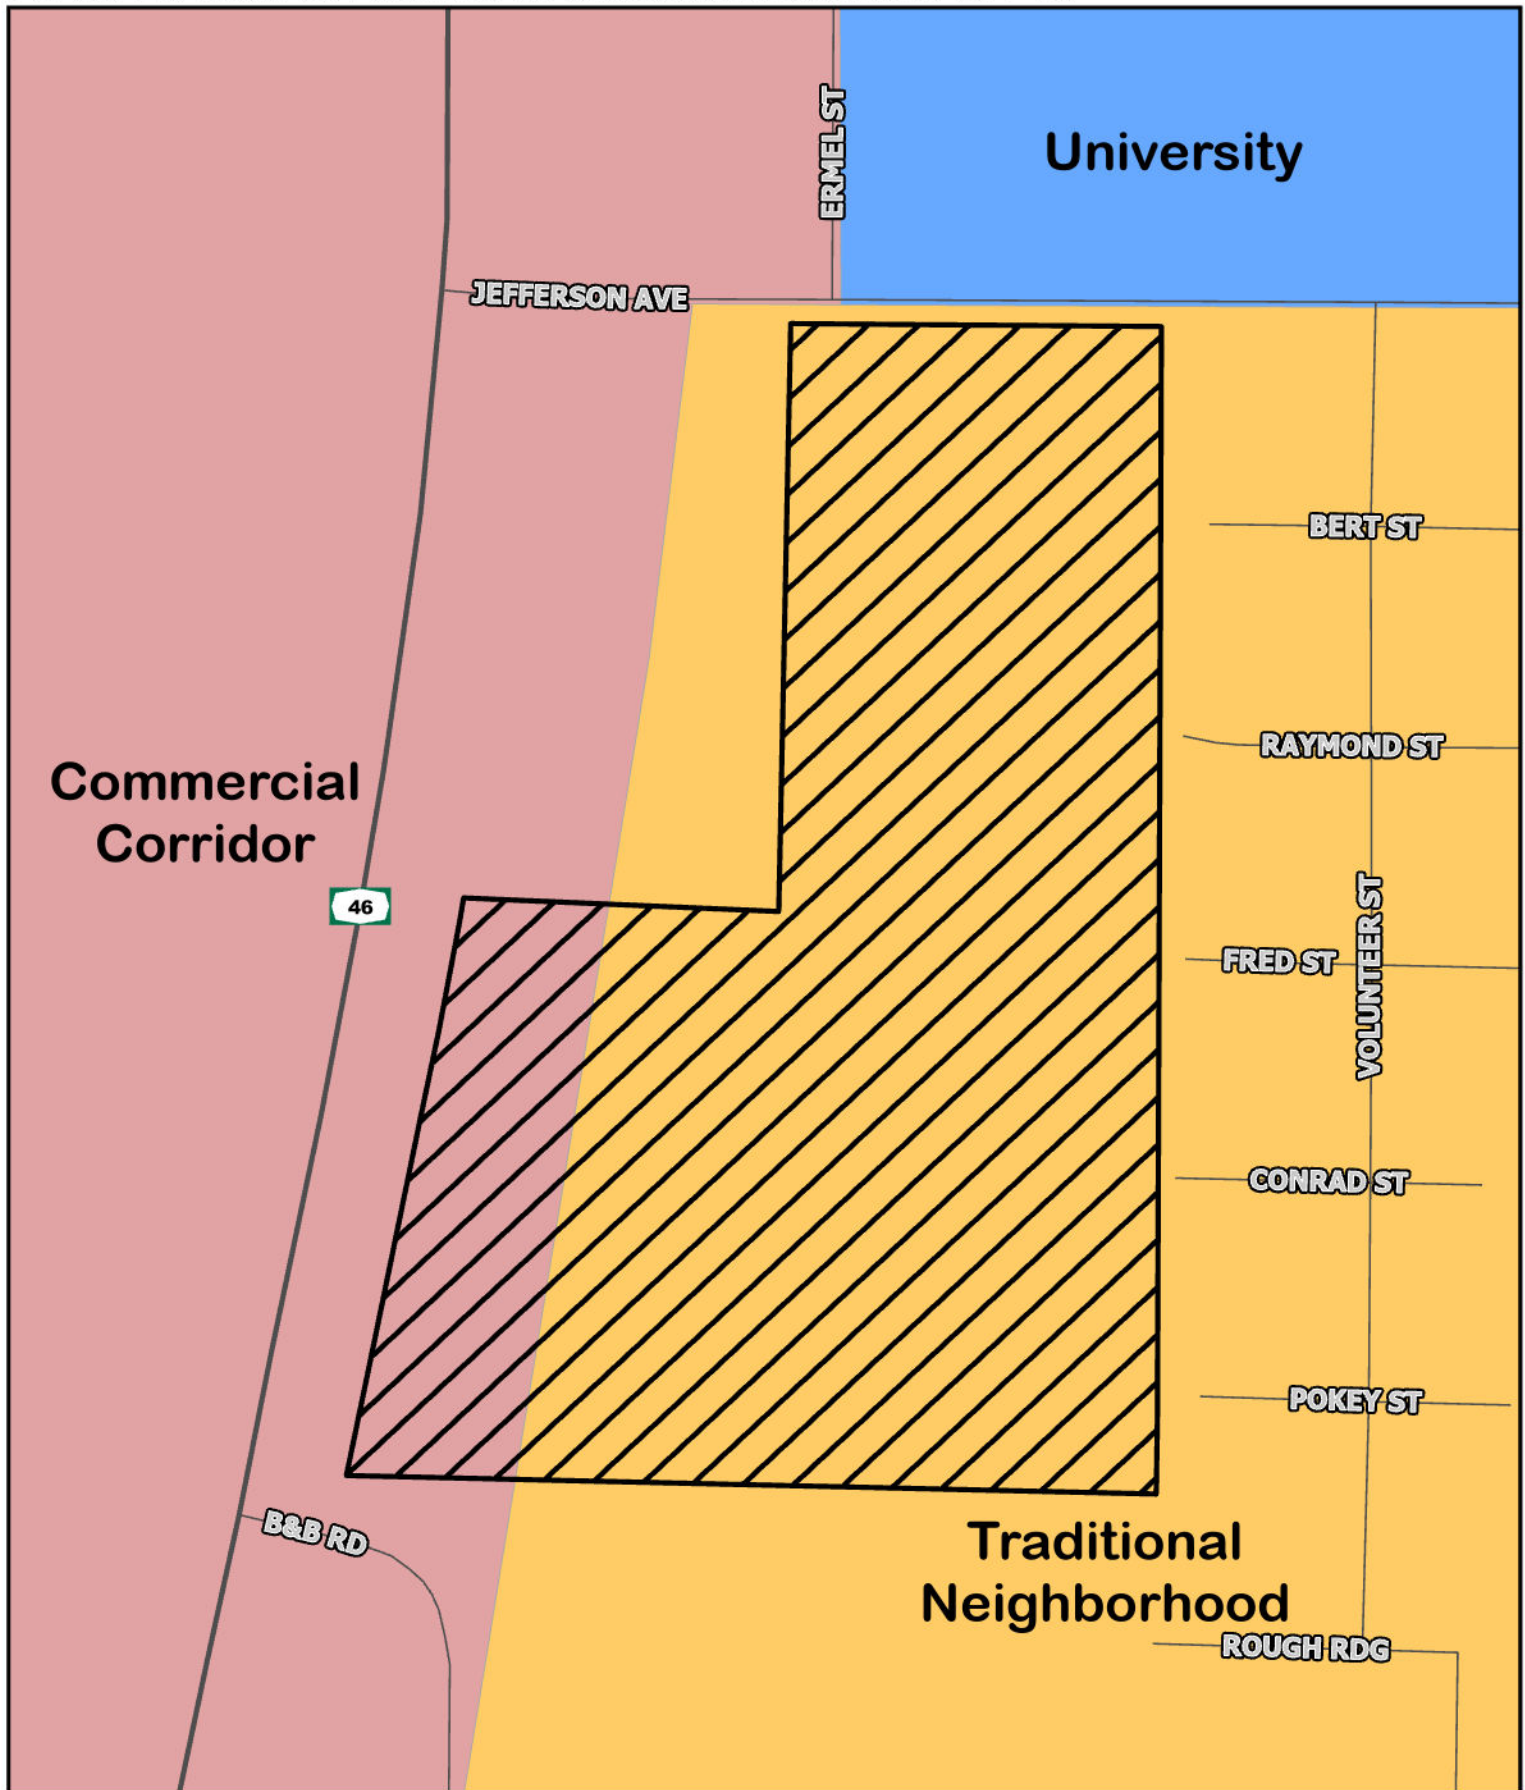 ERMEL ST
University
JEFFERSON AVE
BERT ST
RAYMOND ST
Commercial
Corridor
46
VOLUNTEER ST
FRED ST
CONRAD ST
POKEY ST
B&B RD
Traditional
Neighborhood
ROUGH RDG